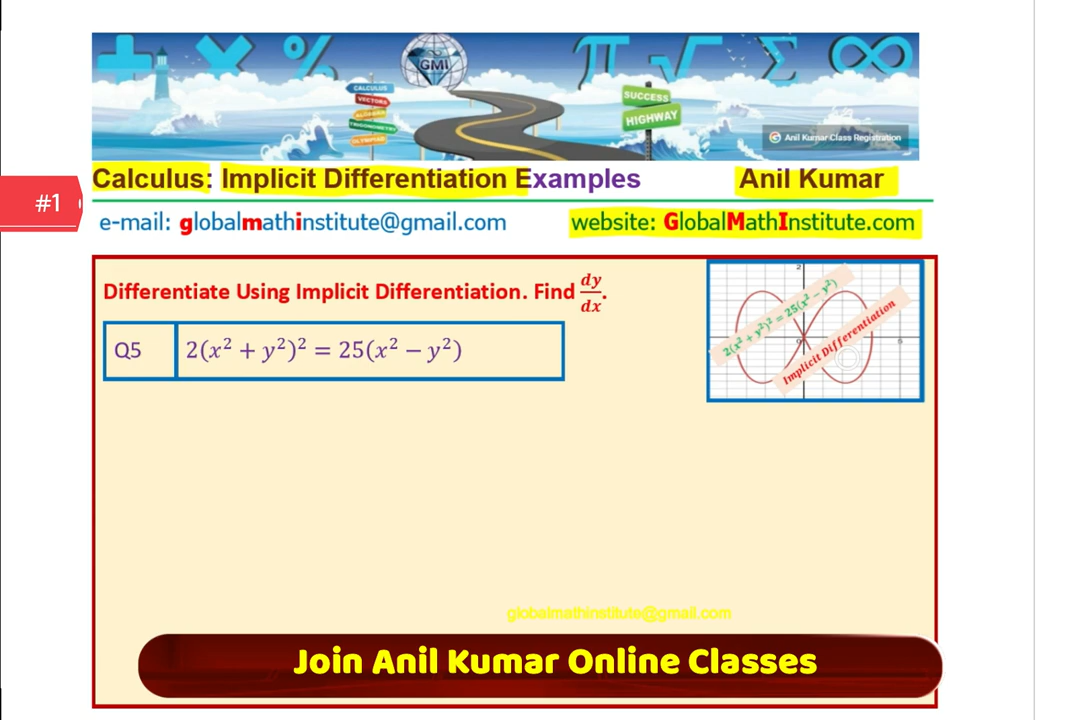 + × % GMI π √ Σ ∞
CALCULUS
VECTORS
ALGEBRA
TRIGONOMETRY
OLYMPIAD
SUCCESS
HIGHWAY
Anil Kumar Class Registration
#1
Calculus: Implicit Differentiation Examples Anil Kumar
e-mail: globalmathinstitute@gmail.com website: GlobalMathInstitute.com
Differentiate Using Implicit Differentiation. Find dy/dx.
Q5 2(x² + y²)² = 25(x² − y²)
2
2(x² + y²)² = 25(x² − y²)
Implicit Differentiation
globalmathinstitute@gmail.com
Join Anil Kumar Online Classes